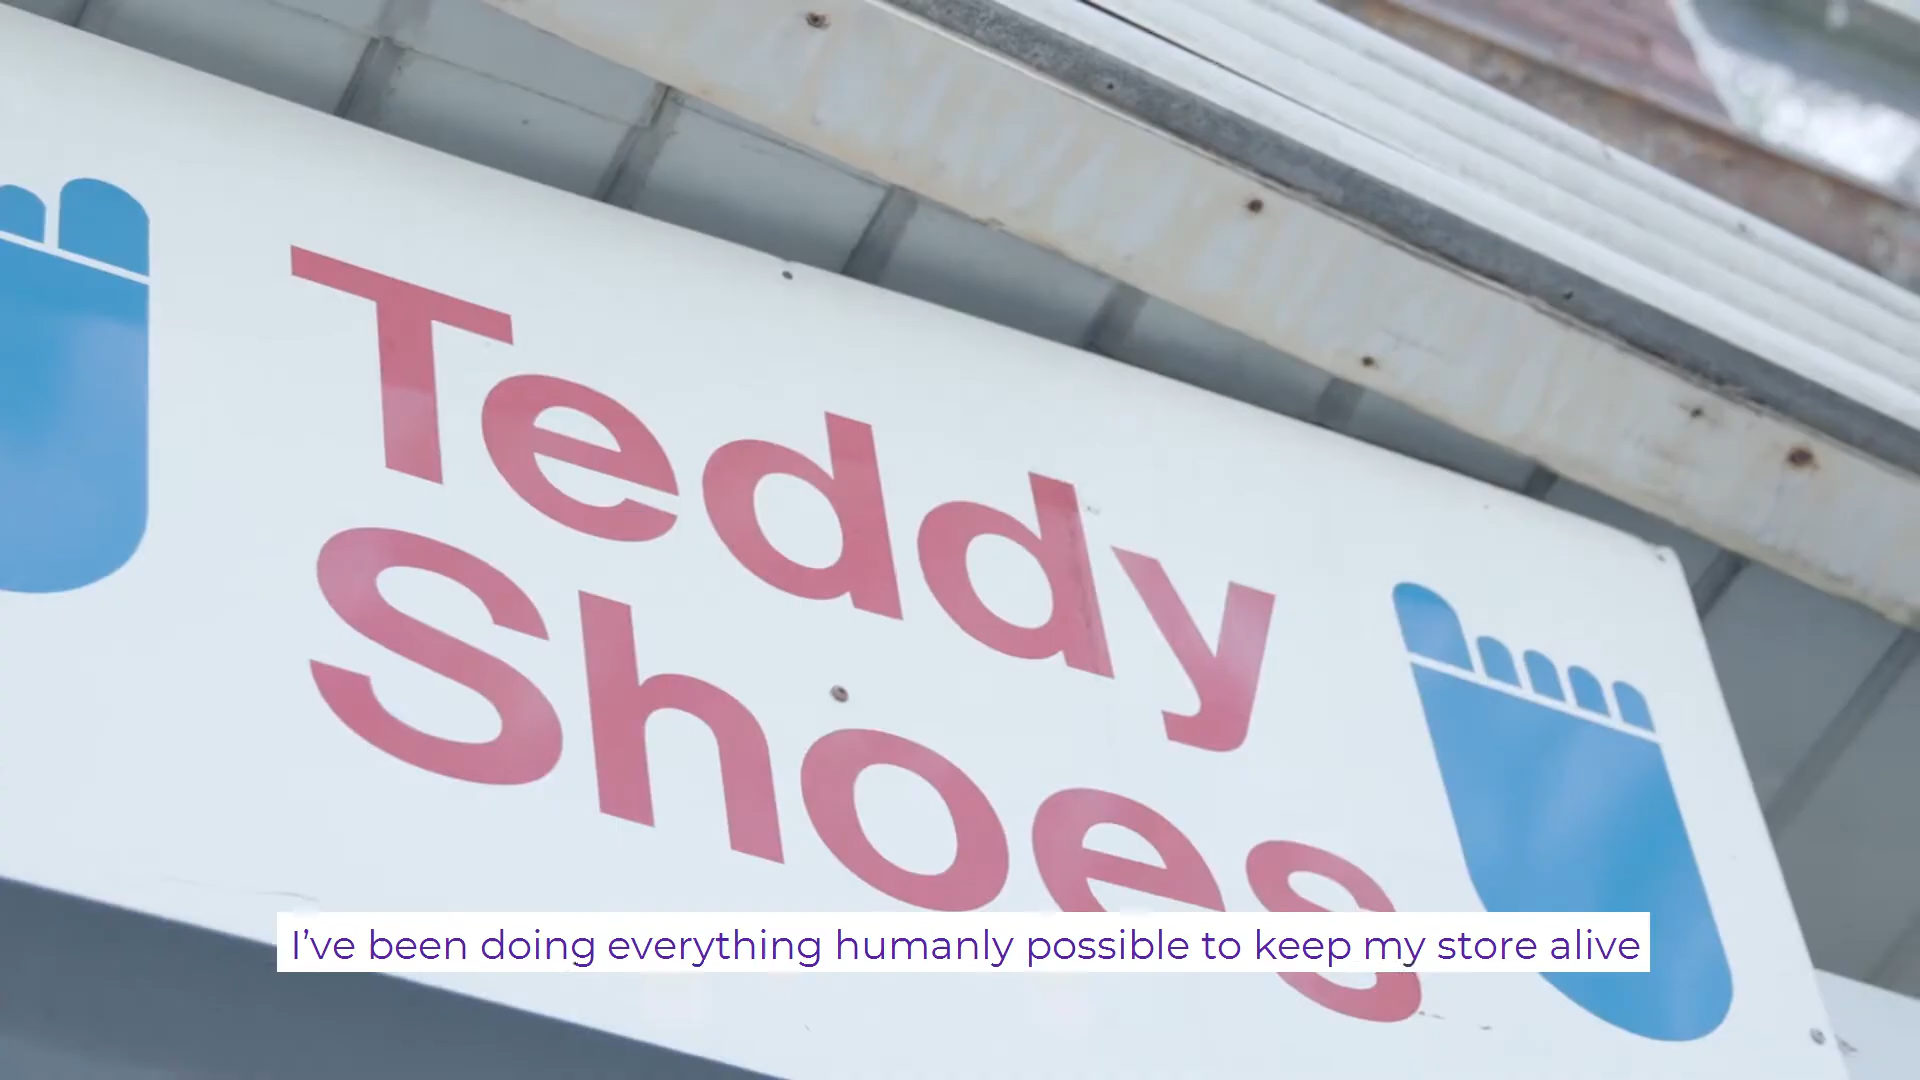 Teddy
Shoes
I’ve been doing everything humanly possible to keep my store alive